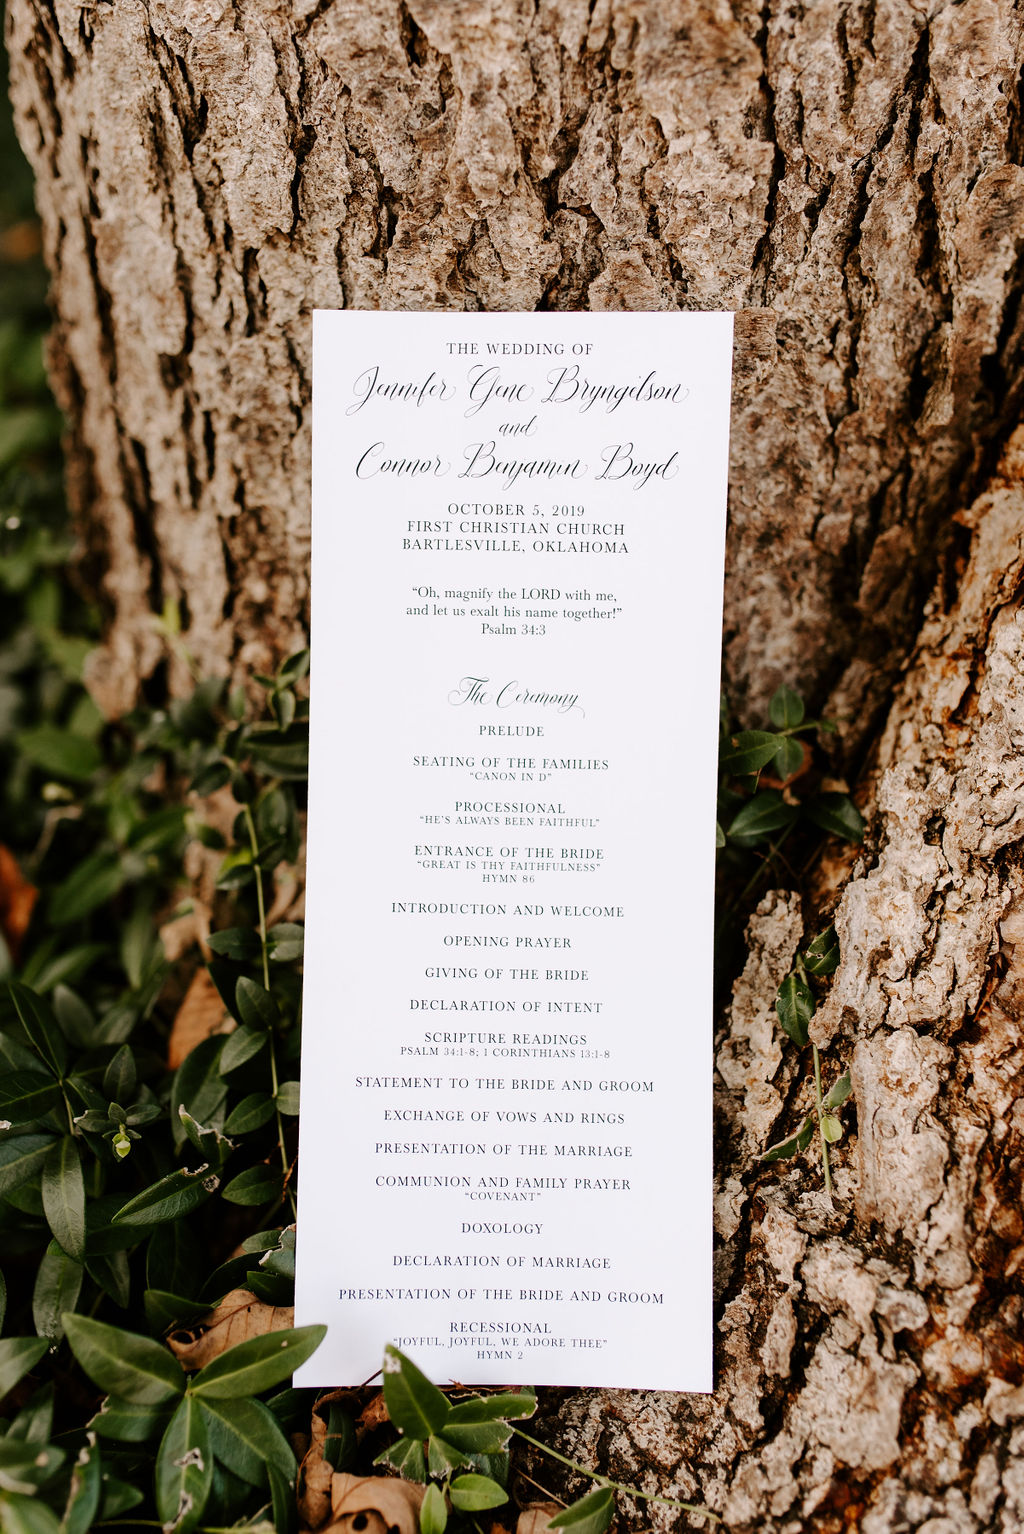 THE WEDDING OF
Jennifer Gene Bryngelson
and
Connor Benjamin Boyd
OCTOBER 5, 2019
FIRST CHRISTIAN CHURCH
BARTLESVILLE, OKLAHOMA
“Oh, magnify the LORD with me,
and let us exalt his name together!”
Psalm 34:3
The Ceremony
PRELUDE
SEATING OF THE FAMILIES
“CANON IN D”
PROCESSIONAL
“HE’S ALWAYS BEEN FAITHFUL”
ENTRANCE OF THE BRIDE
“GREAT IS THY FAITHFULNESS”
HYMN 86
INTRODUCTION AND WELCOME
OPENING PRAYER
GIVING OF THE BRIDE
DECLARATION OF INTENT
SCRIPTURE READINGS
PSALM 34:1-8; 1 CORINTHIANS 13:1-8
STATEMENT TO THE BRIDE AND GROOM
EXCHANGE OF VOWS AND RINGS
PRESENTATION OF THE MARRIAGE
COMMUNION AND FAMILY PRAYER
“COVENANT”
DOXOLOGY
DECLARATION OF MARRIAGE
PRESENTATION OF THE BRIDE AND GROOM
RECESSIONAL
“JOYFUL, JOYFUL, WE ADORE THEE”
HYMN 2